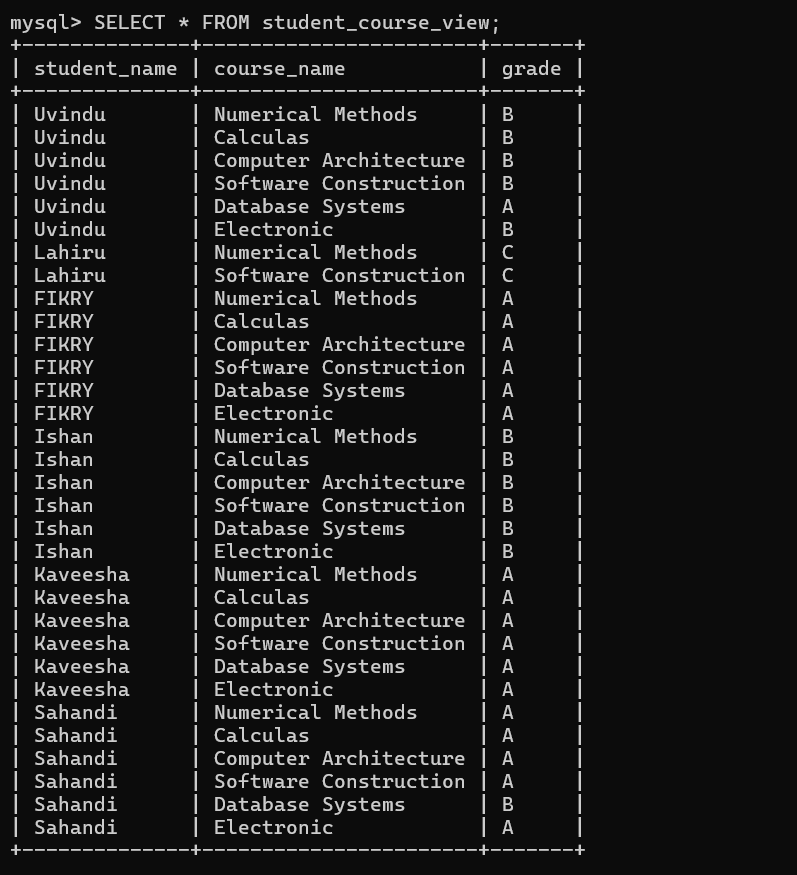 mysql> SELECT * FROM student_course_view;
+--------------+-----------------------+-------+
| student_name | course_name           | grade |
+--------------+-----------------------+-------+
| Uvindu       | Numerical Methods     | B     |
| Uvindu       | Calculas              | B     |
| Uvindu       | Computer Architecture | B     |
| Uvindu       | Software Construction | B     |
| Uvindu       | Database Systems      | A     |
| Uvindu       | Electronic            | B     |
| Lahiru       | Numerical Methods     | C     |
| Lahiru       | Software Construction | C     |
| FIKRY        | Numerical Methods     | A     |
| FIKRY        | Calculas              | A     |
| FIKRY        | Computer Architecture | A     |
| FIKRY        | Software Construction | A     |
| FIKRY        | Database Systems      | A     |
| FIKRY        | Electronic            | A     |
| Ishan        | Numerical Methods     | B     |
| Ishan        | Calculas              | B     |
| Ishan        | Computer Architecture | B     |
| Ishan        | Software Construction | B     |
| Ishan        | Database Systems      | B     |
| Ishan        | Electronic            | B     |
| Kaveesha     | Numerical Methods     | A     |
| Kaveesha     | Calculas              | A     |
| Kaveesha     | Computer Architecture | A     |
| Kaveesha     | Software Construction | A     |
| Kaveesha     | Database Systems      | A     |
| Kaveesha     | Electronic            | A     |
| Sahandi      | Numerical Methods     | A     |
| Sahandi      | Calculas              | A     |
| Sahandi      | Computer Architecture | A     |
| Sahandi      | Software Construction | A     |
| Sahandi      | Database Systems      | B     |
| Sahandi      | Electronic            | A     |
+--------------+-----------------------+-------+